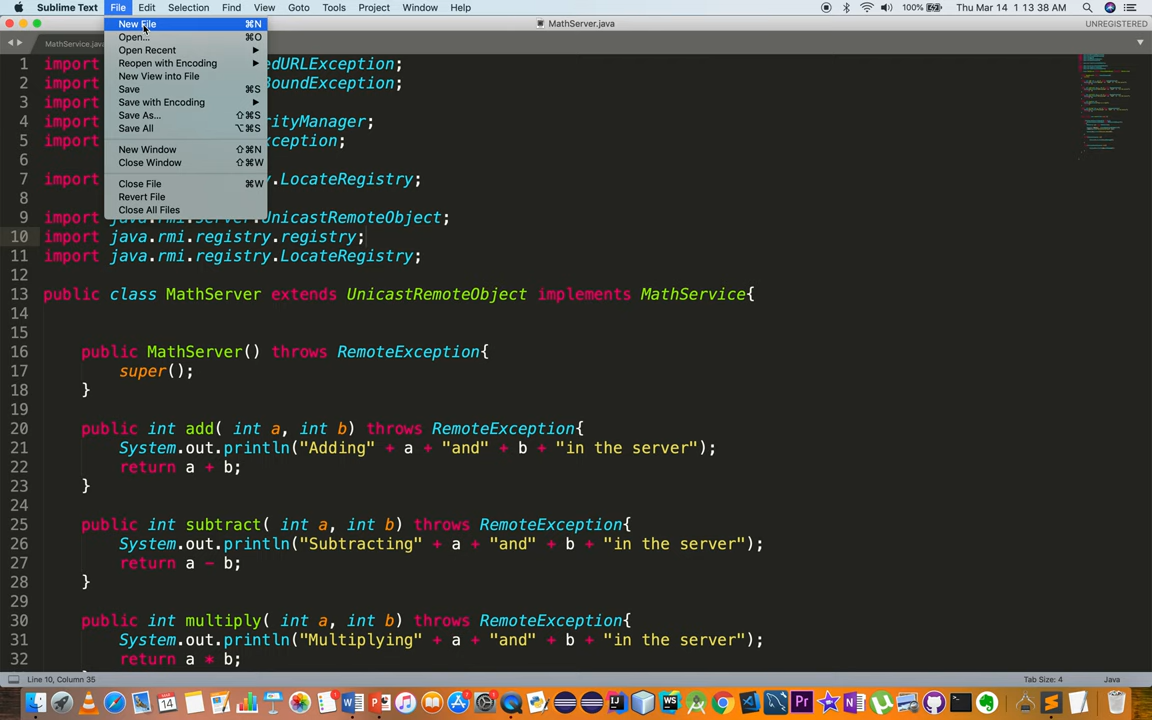 Sublime Text File Edit Selection Find View Goto Tools Project Window Help 100% Thu Mar 14 1 1 13 38 AM
MathServer.java UNREGISTERED
MathService.java
New File ⌘N
Open... ⌘O
Open Recent
Reopen with Encoding
New View into File
Save ⌘S
Save with Encoding
Save As... ⇧⌘S
Save All ⌥⌘S
New Window ⇧⌘N
Close Window ⇧⌘W
Close File ⌘W
Revert File
Close All Files
1 import edURLException;
2 import BoundException;
3 import
4 import rityManager;
5 import ception;
6
7 import .LocateRegistry;
8
9 import java.rmi.server.UnicastRemoteObject;
10 import java.rmi.registry.registry;
11 import java.rmi.registry.LocateRegistry;
12
13 public class MathServer extends UnicastRemoteObject implements MathService{
14
15
16 public MathServer() throws RemoteException{
17 super();
18 }
19
20 public int add( int a, int b) throws RemoteException{
21 System.out.println("Adding" + a + "and" + b + "in the server");
22 return a + b;
23 }
24
25 public int subtract( int a, int b) throws RemoteException{
26 System.out.println("Subtracting" + a + "and" + b + "in the server");
27 return a - b;
28 }
29
30 public int multiply( int a, int b) throws RemoteException{
31 System.out.println("Multiplying" + a + "and" + b + "in the server");
32 return a * b;
Line 10, Column 35 Tab Size: 4 Java